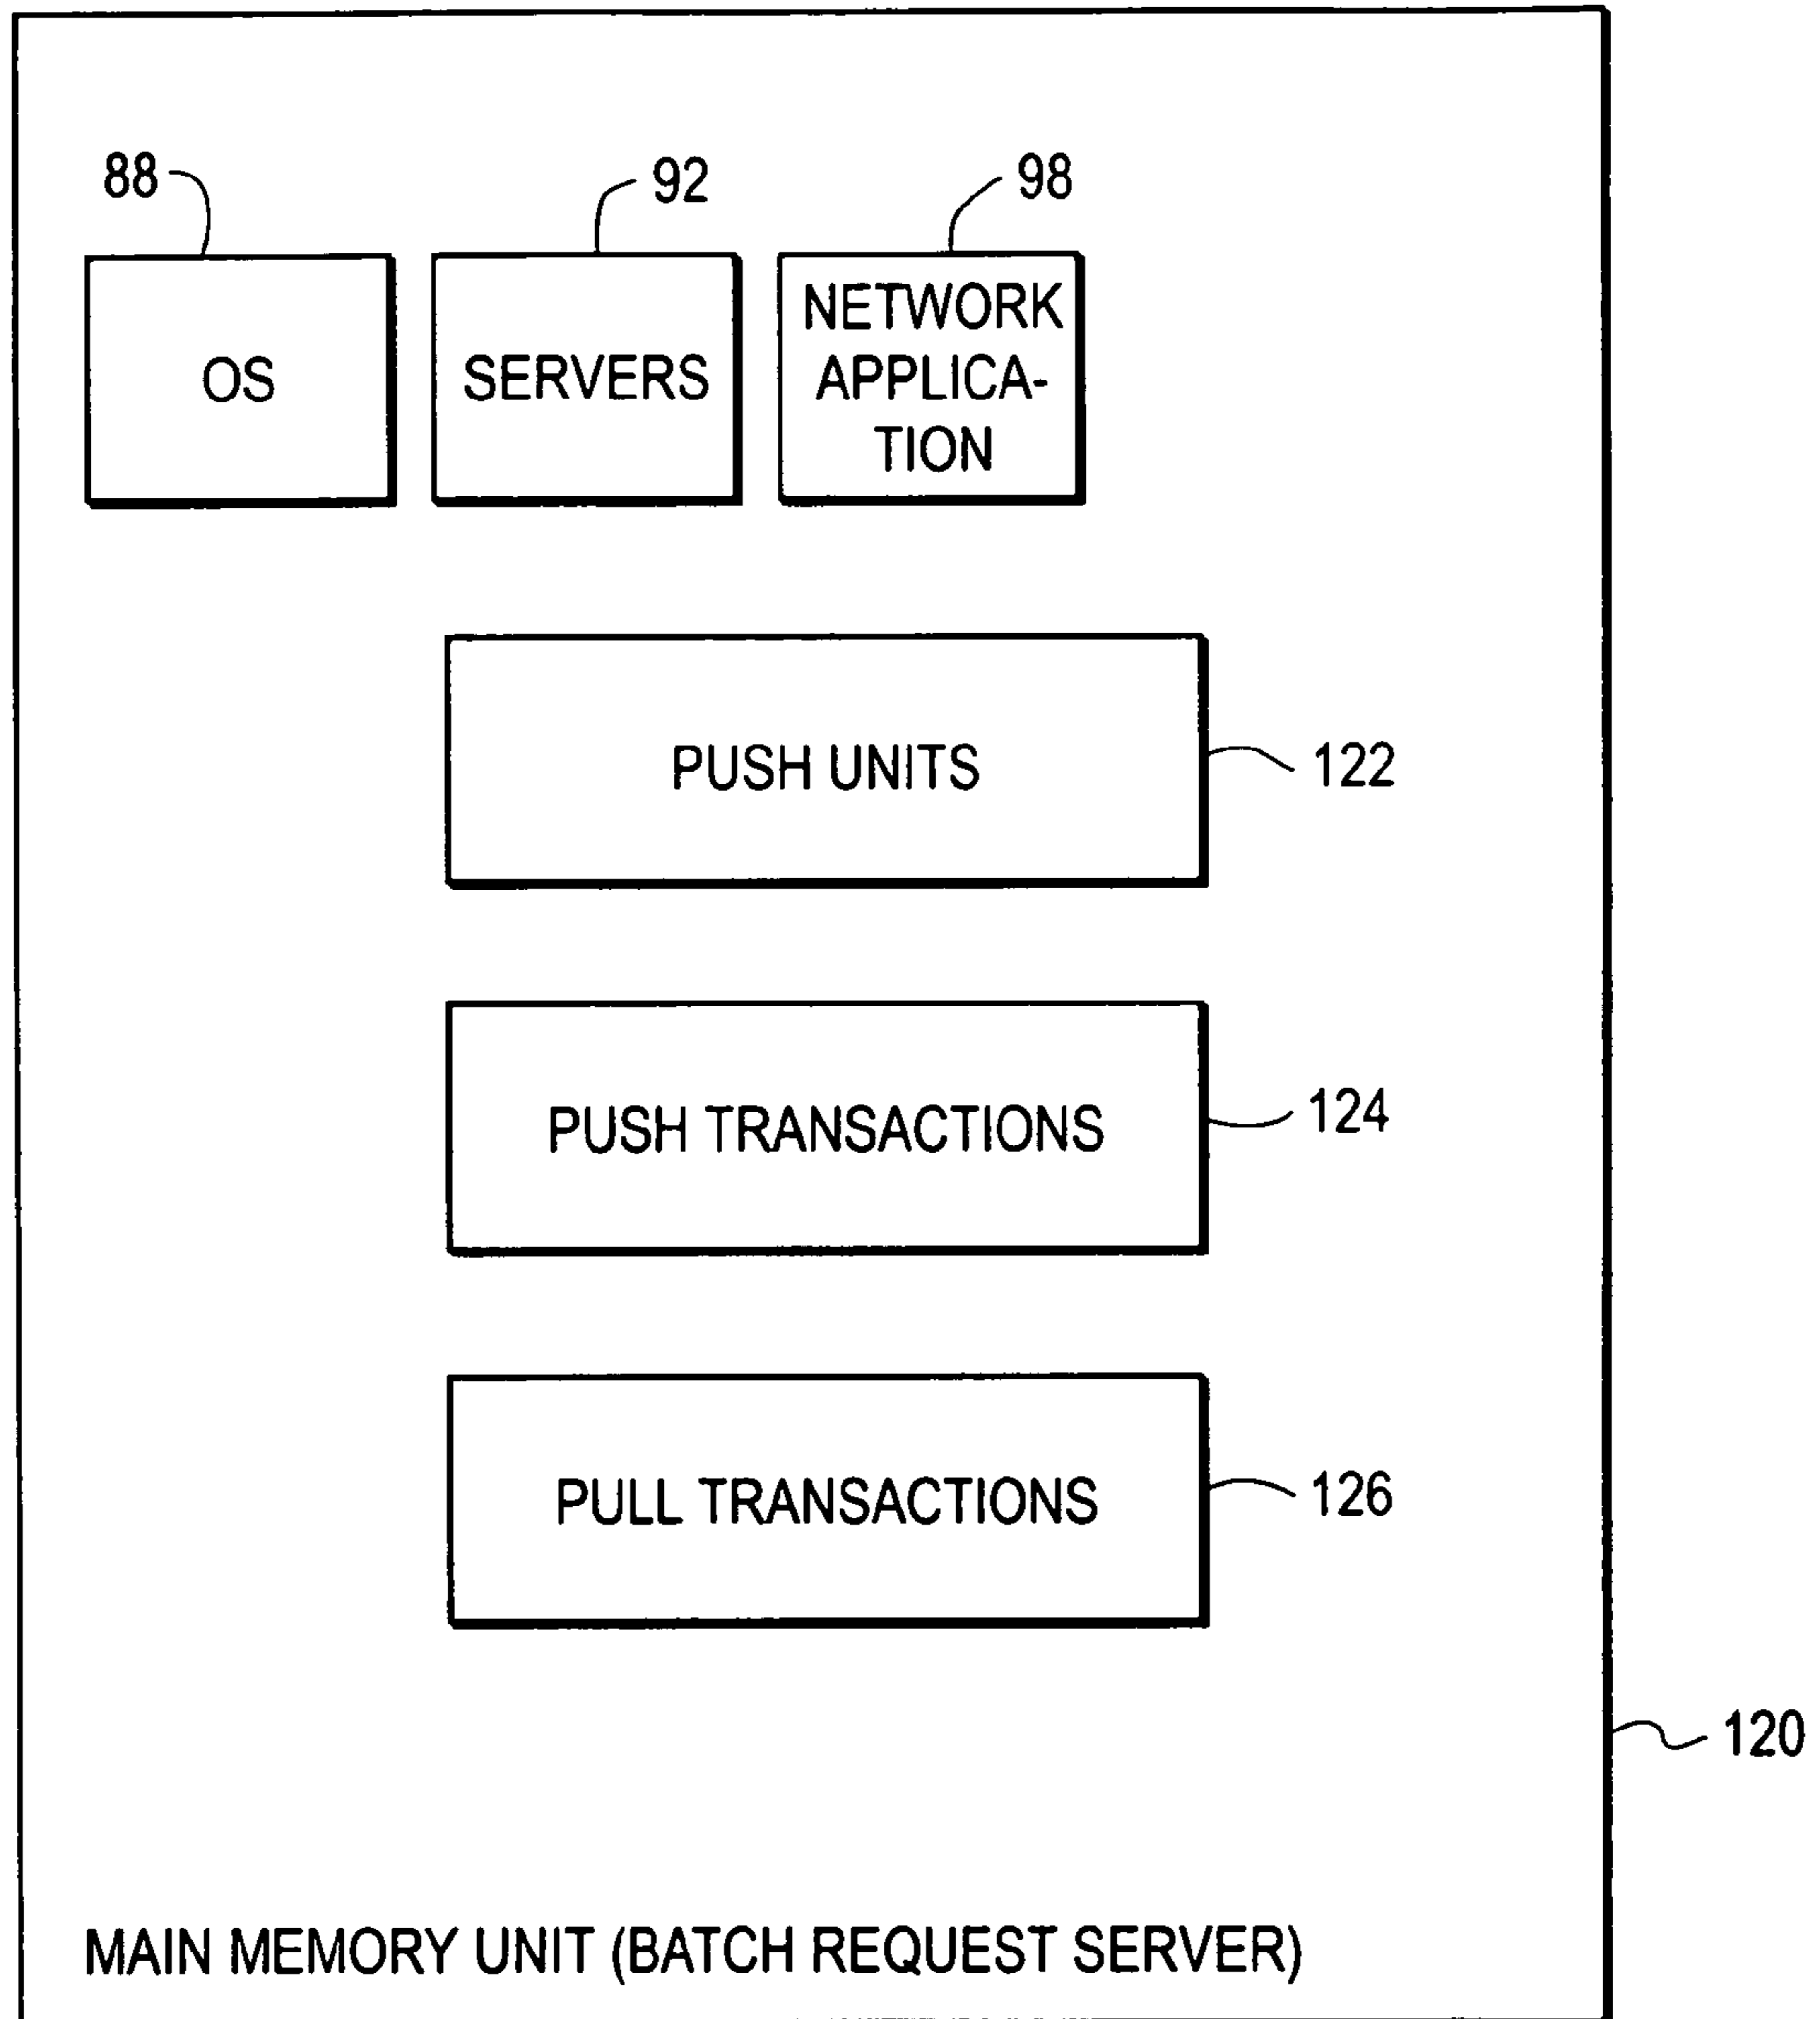 88
92
98
OS
SERVERS
NETWORK
APPLICA-
TION
PUSH UNITS
122
PUSH TRANSACTIONS
124
PULL TRANSACTIONS
126
120
MAIN MEMORY UNIT (BATCH REQUEST SERVER)